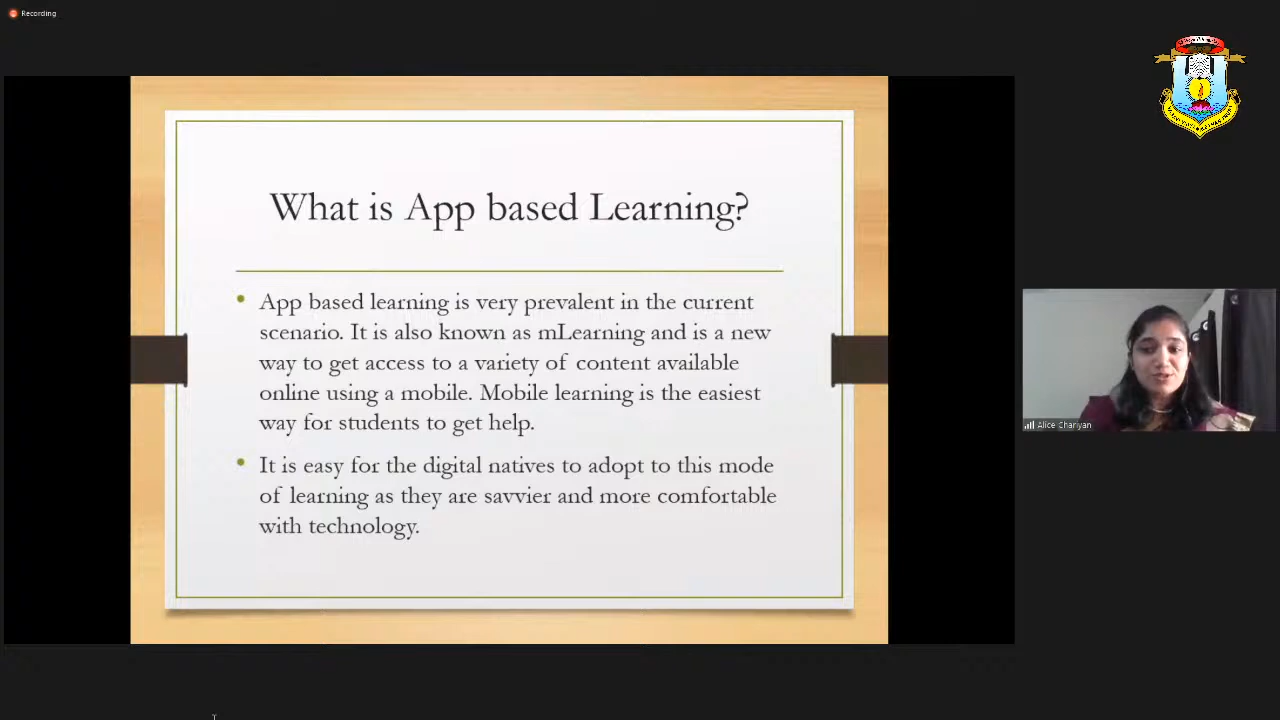 Recording
What is App based Learning?
• App based learning is very prevalent in the current
scenario. It is also known as mLearning and is a new
way to get access to a variety of content available
online using a mobile. Mobile learning is the easiest
way for students to get help.
• It is easy for the digital natives to adopt to this mode
of learning as they are savvier and more comfortable
with technology.
Alice Chariyan